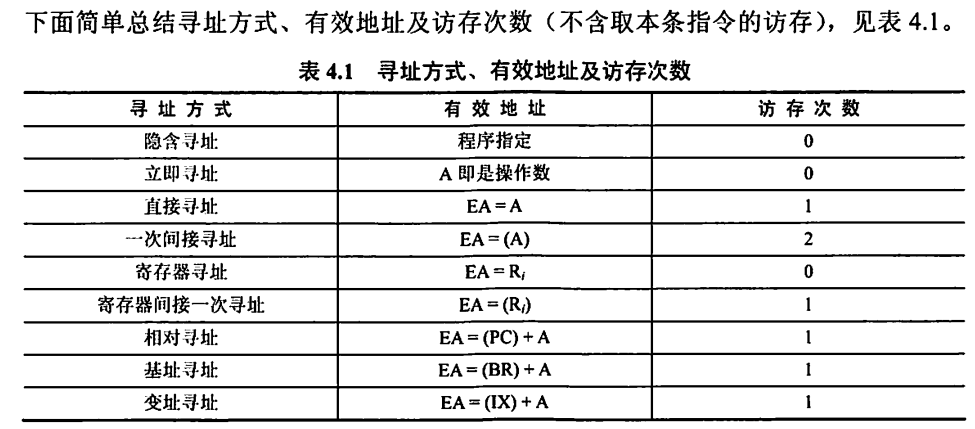 下面简单总结寻址方式、有效地址及访存次数（不含取本条指令的访存），见表 4.1。
表 4.1 寻址方式、有效地址及访存次数
寻址方式 有效地址 访存次数
隐含寻址 程序指定 0
立即寻址 A 即是操作数 0
直接寻址 EA = A 1
一次间接寻址 EA = (A) 2
寄存器寻址 EA = Ri 0
寄存器间接一次寻址 EA = (Ri) 1
相对寻址 EA = (PC) + A 1
基址寻址 EA = (BR) + A 1
变址寻址 EA = (IX) + A 1